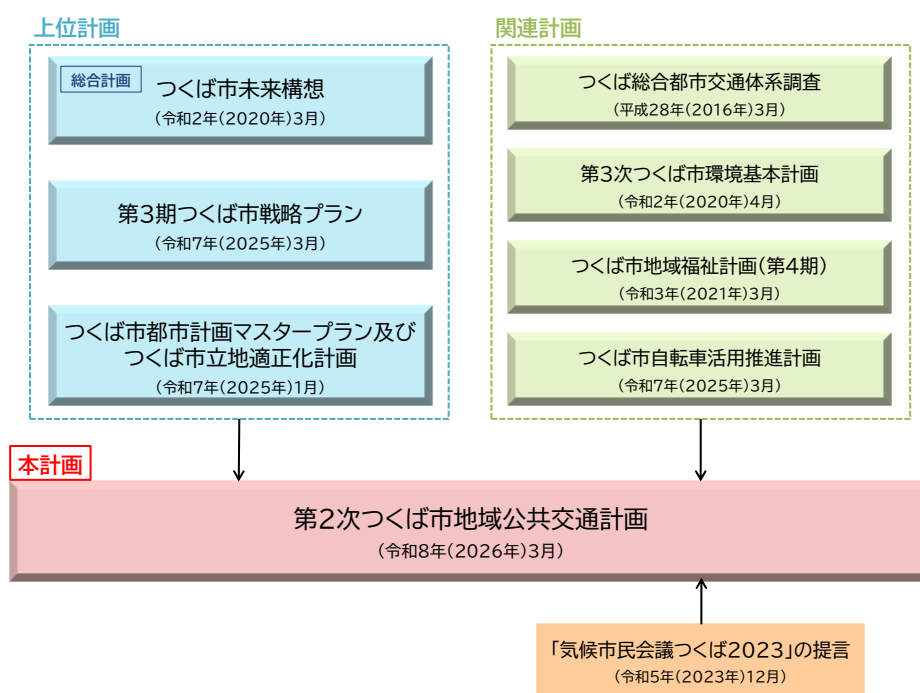 上位計画
総合計画
つくば市未来構想
(令和2年(2020年)3月)
第3期つくば市戦略プラン
(令和7年(2025年)3月)
つくば市都市計画マスタープラン及び
つくば市立地適正化計画
(令和7年(2025年)1月)
関連計画
つくば総合都市交通体系調査
(平成28年(2016年)3月)
第3次つくば市環境基本計画
(令和2年(2020年)4月)
つくば市地域福祉計画(第4期)
(令和3年(2021年)3月)
つくば市自転車活用推進計画
(令和7年(2025年)3月)
本計画
第2次つくば市地域公共交通計画
(令和8年(2026年)3月)
「気候市民会議つくば2023」の提言
(令和5年(2023年)12月)